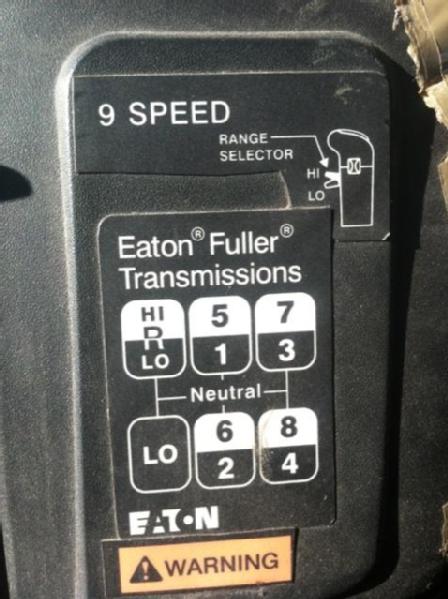 9 SPEED
RANGE
SELECTOR
HI
LO
Eaton® Fuller®
Transmissions
HI 5 7
R
LO 1 3
Neutral
LO 6 8
2 4
EATON
WARNING